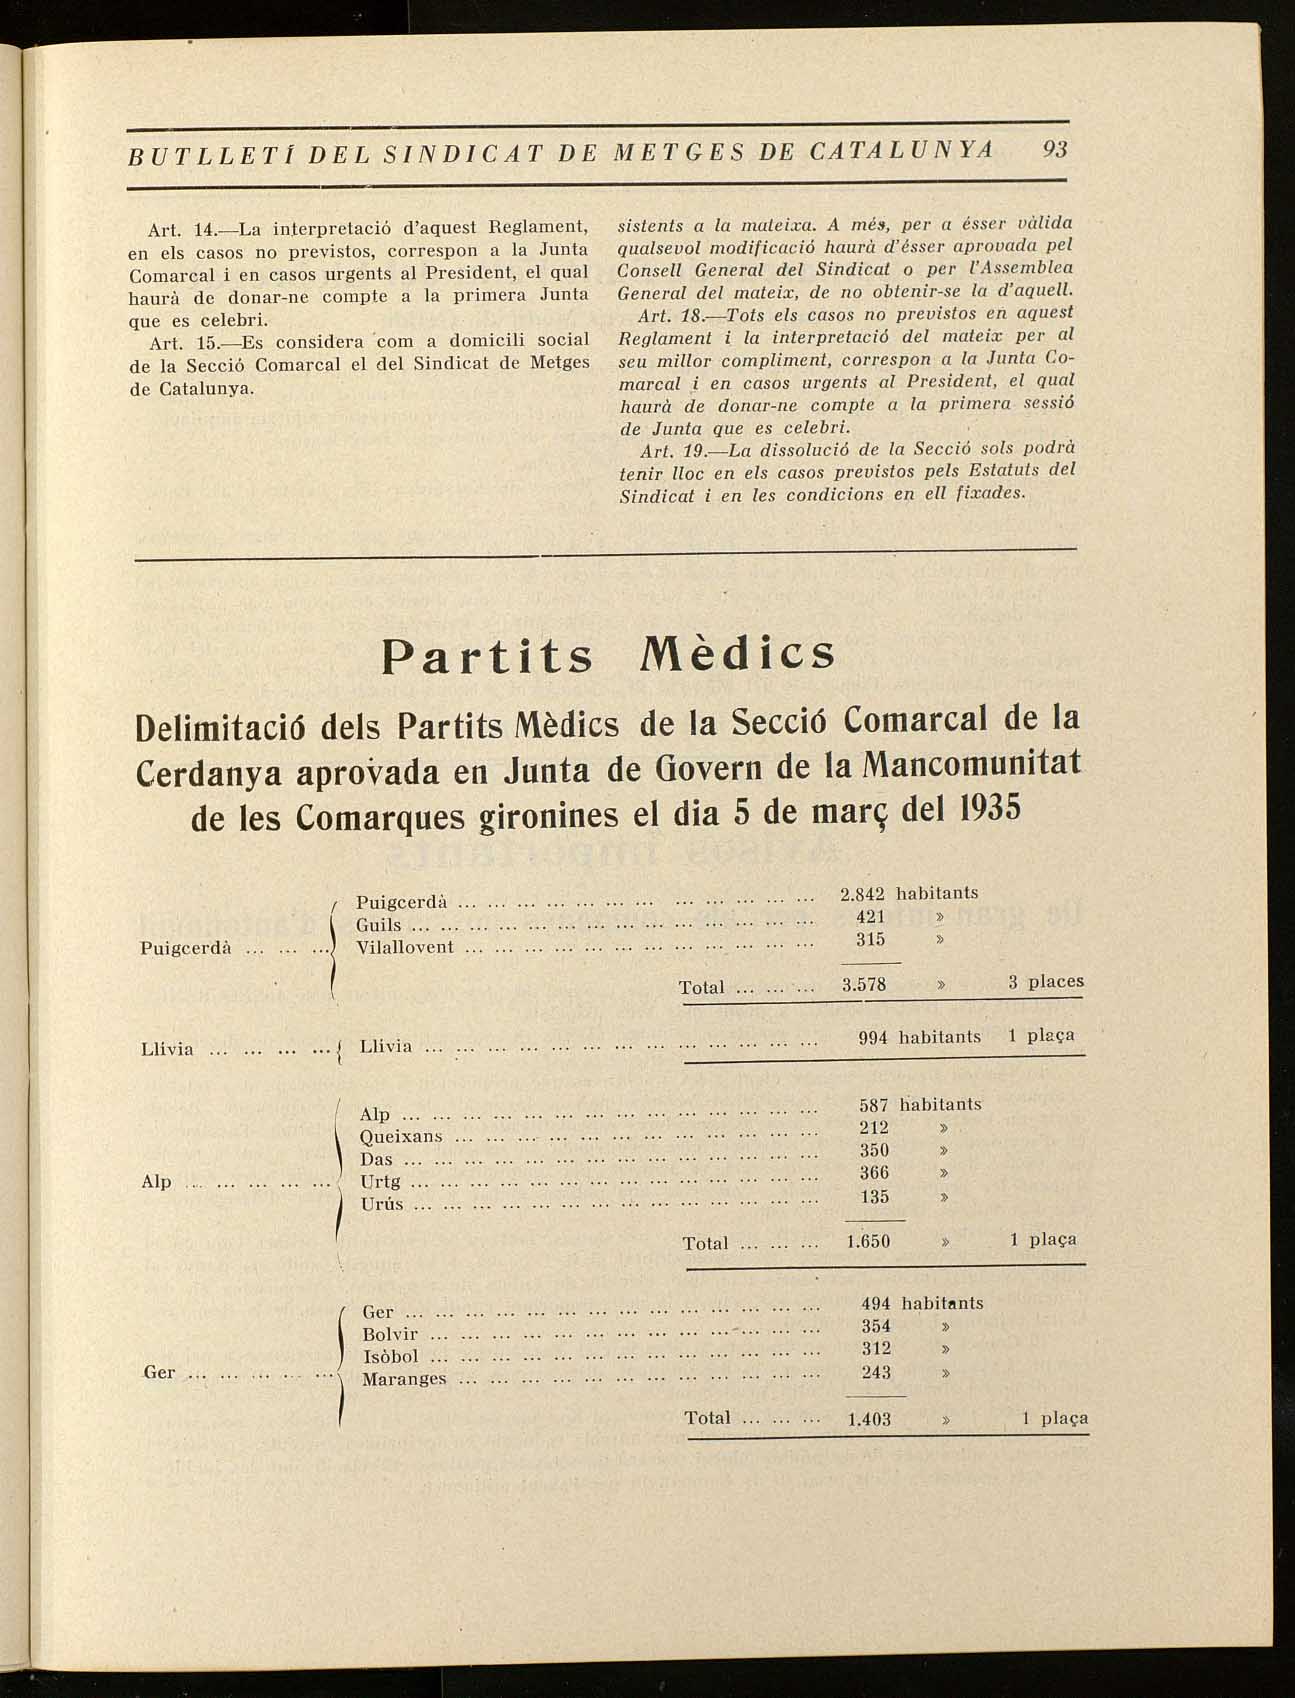 BUTLLETÍ DEL SINDICAT DE METGES DE CATALUNYA 93
Art. 14.—La interpretació d'aquest Reglament,
en els casos no previstos, correspon a la Junta
Comarcal i en casos urgents al President, el qual
haurà de donar-ne compte a la primera Junta
que es celebri.
Art. 15.—Es considera com a domicili social
de la Secció Comarcal el del Sindicat de Metges
de Catalunya.
sistents a la mateixa. A més, per a ésser vàlida
qualsevol modificació haurà d'ésser aprovada pel
Consell General del Sindicat o per l'Assemblea
General del mateix, de no obtenir-se la d'aquell.
Art. 18.—Tots els casos no previstos en aquest
Reglament i la interpretació del mateix per al
seu millor compliment, correspon a la Junta Co-
marcal i en casos urgents al President, el qual
haurà de donar-ne compte a la primera sessió
de Junta que es celebri.
Art. 19.—La dissolució de la Secció sols podrà
tenir lloc en els casos previstos pels Estatuts del
Sindicat i en les condicions en ell fixades.
Partits Mèdics
Delimitació dels Partits Mèdics de la Secció Comarcal de la
Cerdanya aprovada en Junta de Govern de la Mancomunitat
de les Comarques gironines el dia 5 de març del 1935
Puigcerdà ... ... ... ... ... ... ... ... ... ... ... ... 2.842 habitants
Guils ... ... ... ... ... ... ... ... ... ... ... ... ... ... 421 »
Puigcerdà ... ... ... Vilallovent ... ... ... ... ... ... ... ... ... ... ... ... 315 »
Total ... ... ... 3.578 » 3 places
Llivia ... ... ... ... Llivia ... ... ... ... ... ... ... ... ... ... ... ... ... 994 habitants 1 plaça
Alp ... ... ... ... ... ... ... ... ... ... ... ... ... ... 587 habitants
Queixans ... ... ... ... ... ... ... ... ... ... ... ... 212 »
Das ... ... ... ... ... ... ... ... ... ... ... ... ... ... 350 »
Alp ... ... ... ... ... Urtg ... ... ... ... ... ... ... ... ... ... ... ... ... ... 366 »
Urús ... ... ... ... ... ... ... ... ... ... ... ... ... ... 135 »
Total ... ... ... 1.650 » 1 plaça
Ger ... ... ... ... ... ... ... ... ... ... ... ... ... ... 494 habitants
Bolvir ... ... ... ... ... ... ... ... ... ... ... ... ... 354 »
Isòbol ... ... ... ... ... ... ... ... ... ... ... ... ... 312 »
Ger ... ... ... ... ... Maranges ... ... ... ... ... ... ... ... ... ... ... ... 243 »
Total ... ... ... 1.403 » 1 plaça